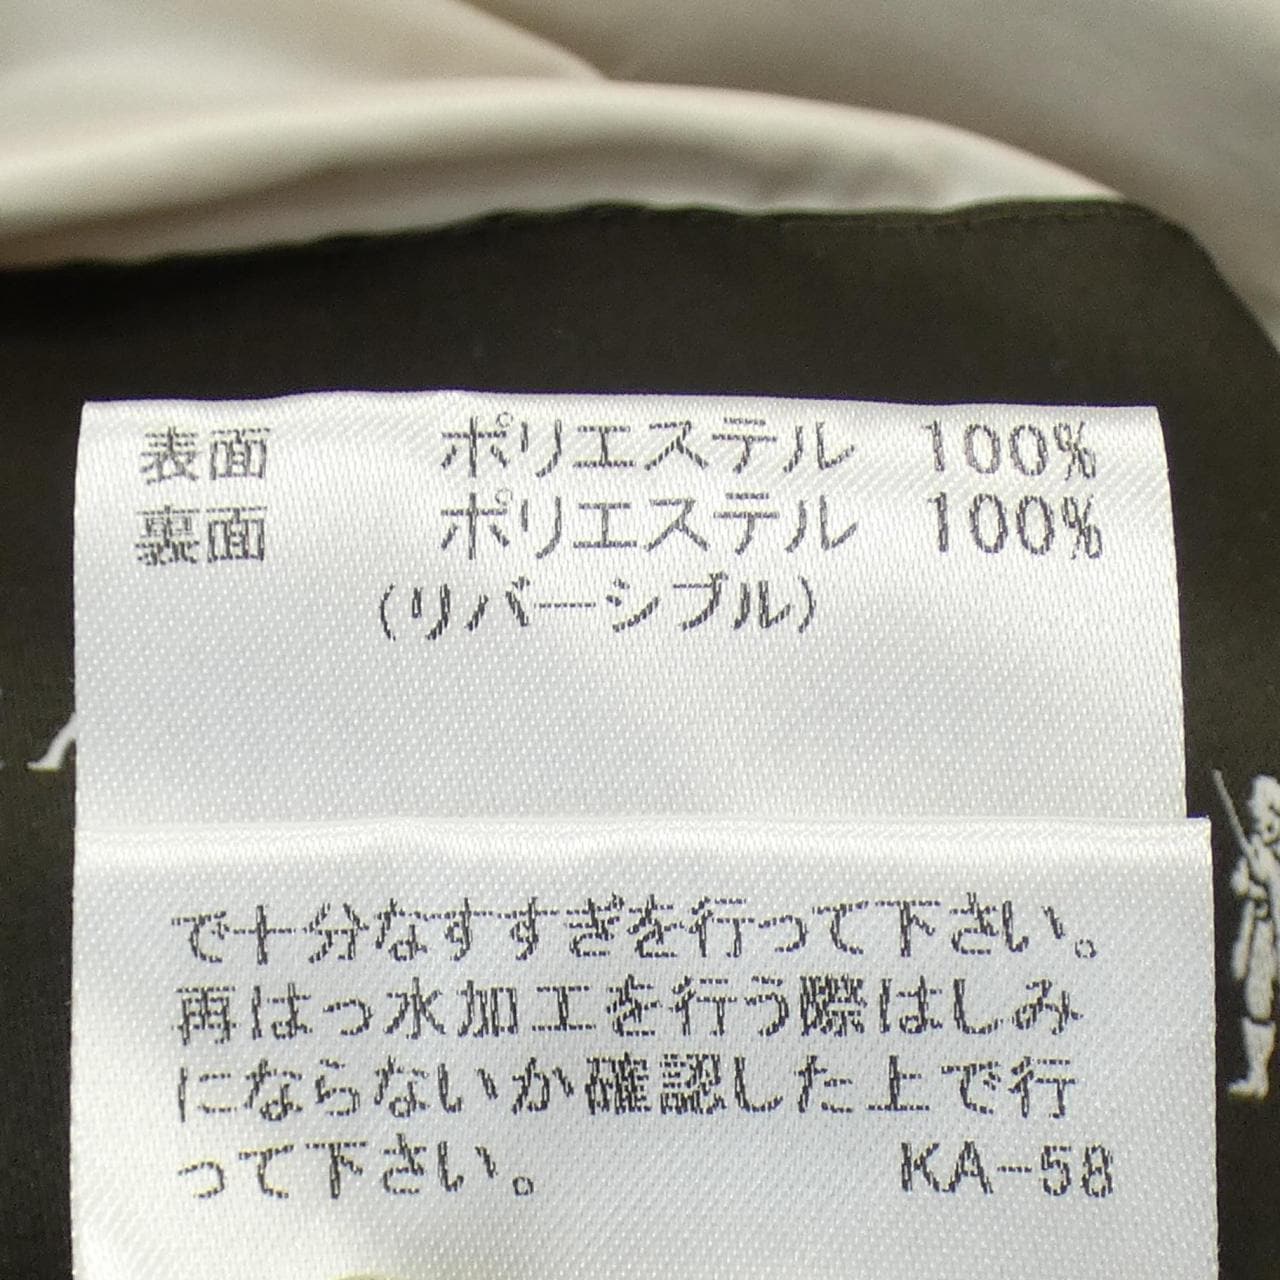 表面 ポリエステル 100%
裏面 ポリエステル 100%
(リバーシブル)
で十分なすすぎを行って下さい。
再はっ水加工を行う際はしみ
にならないか確認した上で行
って下さい。 KA-58